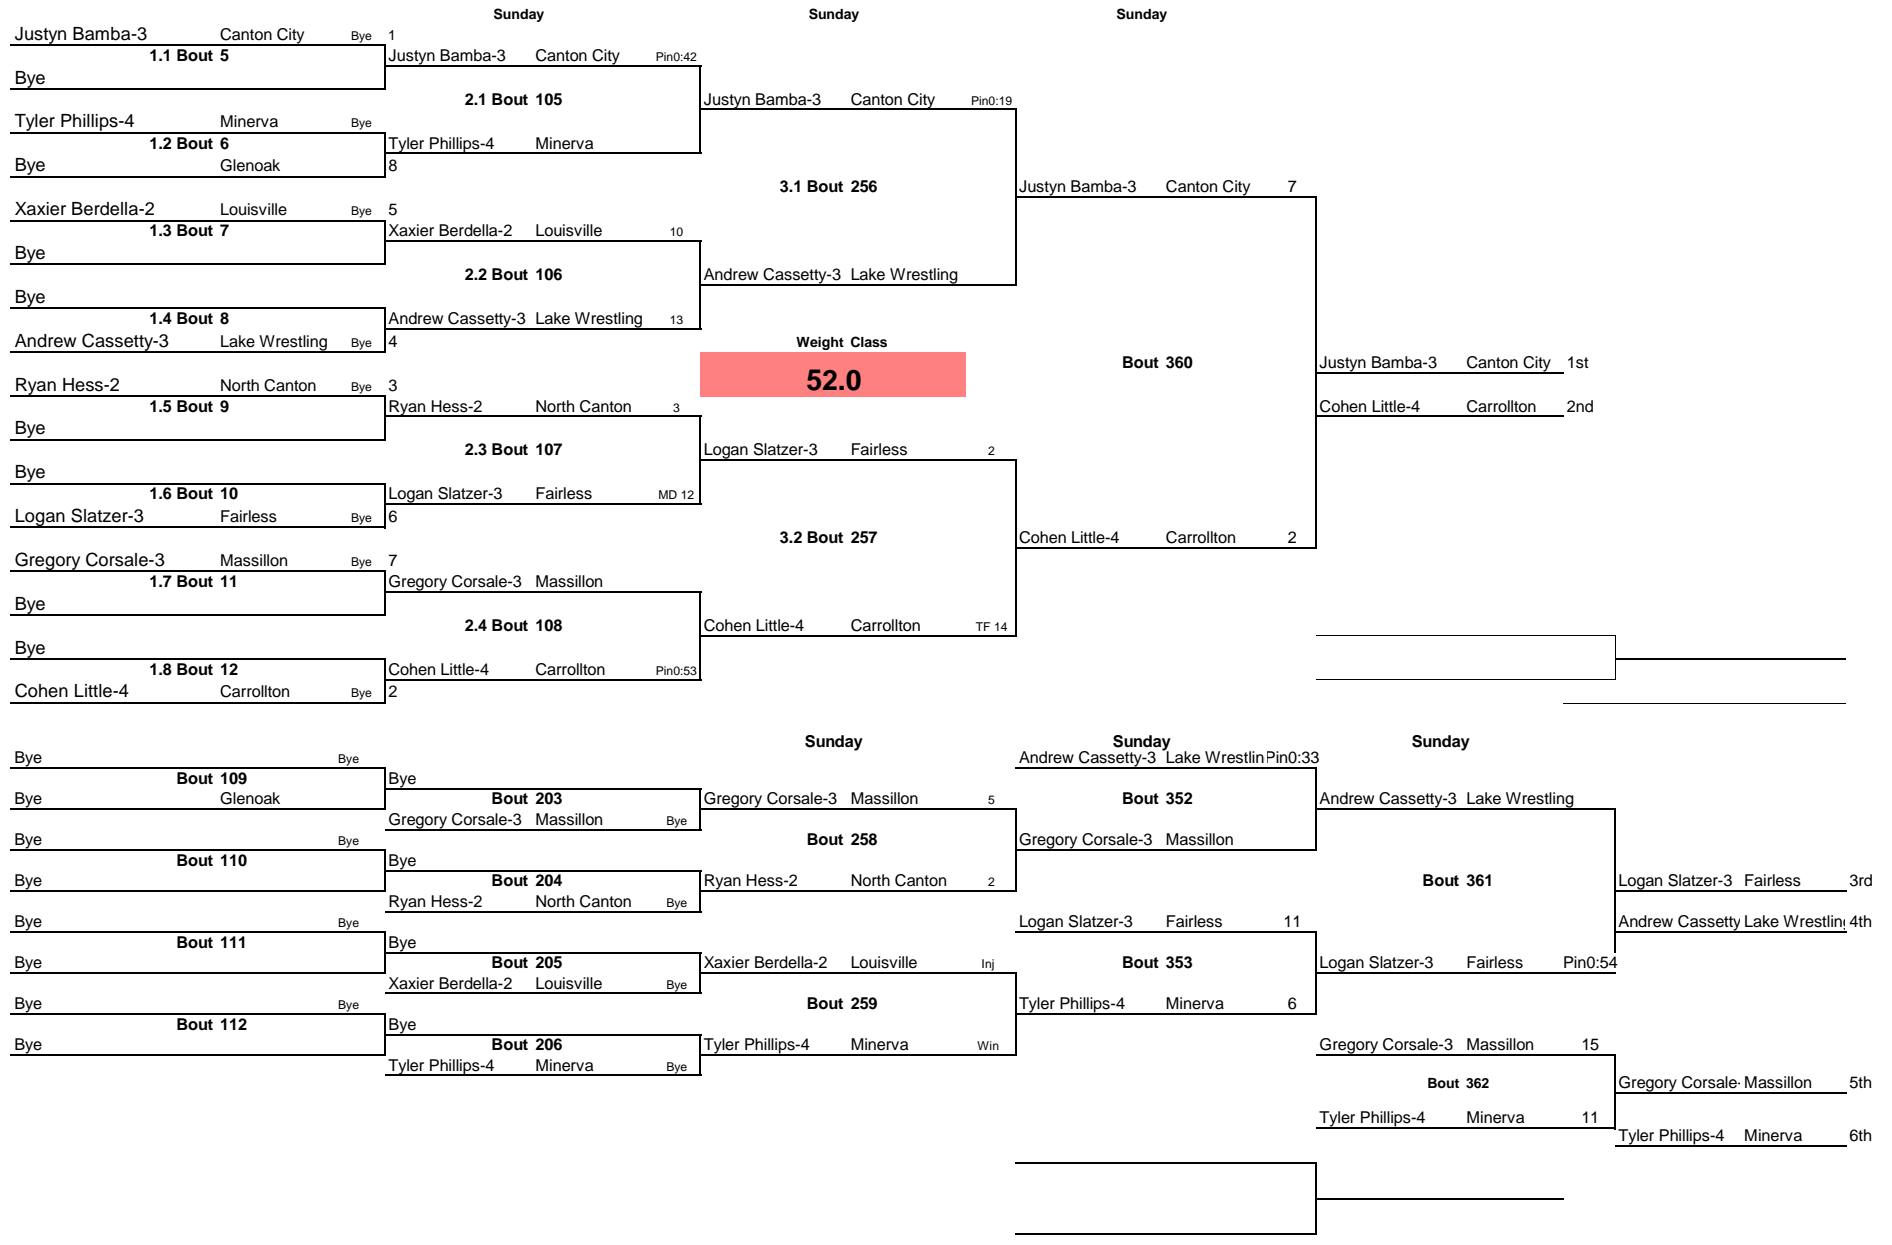 Sunday Sunday Sunday
Justyn Bamba-3 Canton City Bye 1
1.1 Bout 5 Justyn Bamba-3 Canton City Pin0:42
Bye
2.1 Bout 105 Justyn Bamba-3 Canton City Pin0:19
Tyler Phillips-4 Minerva Bye
1.2 Bout 6 Tyler Phillips-4 Minerva
Bye Glenoak 8
3.1 Bout 256 Justyn Bamba-3 Canton City 7
Xaxier Berdella-2 Louisville Bye 5
1.3 Bout 7 Xaxier Berdella-2 Louisville 10
Bye
2.2 Bout 106 Andrew Cassetty-3 Lake Wrestling
Bye
1.4 Bout 8 Andrew Cassetty-3 Lake Wrestling 13
Andrew Cassetty-3 Lake Wrestling Bye 4 Weight Class
Bout 360 Justyn Bamba-3 Canton City 1st
Ryan Hess-2 North Canton Bye 3 52.0
1.5 Bout 9 Ryan Hess-2 North Canton 3 Cohen Little-4 Carrollton 2nd
Bye
2.3 Bout 107 Logan Slatzer-3 Fairless 2
Bye
1.6 Bout 10 Logan Slatzer-3 Fairless MD 12
Logan Slatzer-3 Fairless Bye 6
3.2 Bout 257 Cohen Little-4 Carrollton 2
Gregory Corsale-3 Massillon Bye 7
1.7 Bout 11 Gregory Corsale-3 Massillon
Bye
2.4 Bout 108 Cohen Little-4 Carrollton TF 14
Bye
1.8 Bout 12 Cohen Little-4 Carrollton Pin0:53
Cohen Little-4 Carrollton Bye 2
Sunday Sunday Sunday
Bye Bye Andrew Cassetty-3 Lake WrestlinPin0:33
Bout 109 Bye
Bye Glenoak Bout 203 Gregory Corsale-3 Massillon 5 Bout 352 Andrew Cassetty-3 Lake Wrestling
Gregory Corsale-3 Massillon Bye
Bye Bye Bout 258 Gregory Corsale-3 Massillon
Bout 110 Bye
Bye Bout 204 Ryan Hess-2 North Canton 2 Bout 361 Logan Slatzer-3 Fairless 3rd
Ryan Hess-2 North Canton Bye
Bye Bye Logan Slatzer-3 Fairless 11 Andrew Cassetty Lake Wrestling 4th
Bout 111 Bye
Bye Bout 205 Xaxier Berdella-2 Louisville Inj Bout 353 Logan Slatzer-3 Fairless Pin0:54
Xaxier Berdella-2 Louisville Bye
Bye Bye Bout 259 Tyler Phillips-4 Minerva 6
Bout 112 Bye
Bye Bout 206 Tyler Phillips-4 Minerva Win Gregory Corsale-3 Massillon 15
Tyler Phillips-4 Minerva Bye
Bout 362 Gregory Corsale- Massillon 5th
Tyler Phillips-4 Minerva 11
Tyler Phillips-4 Minerva 6th